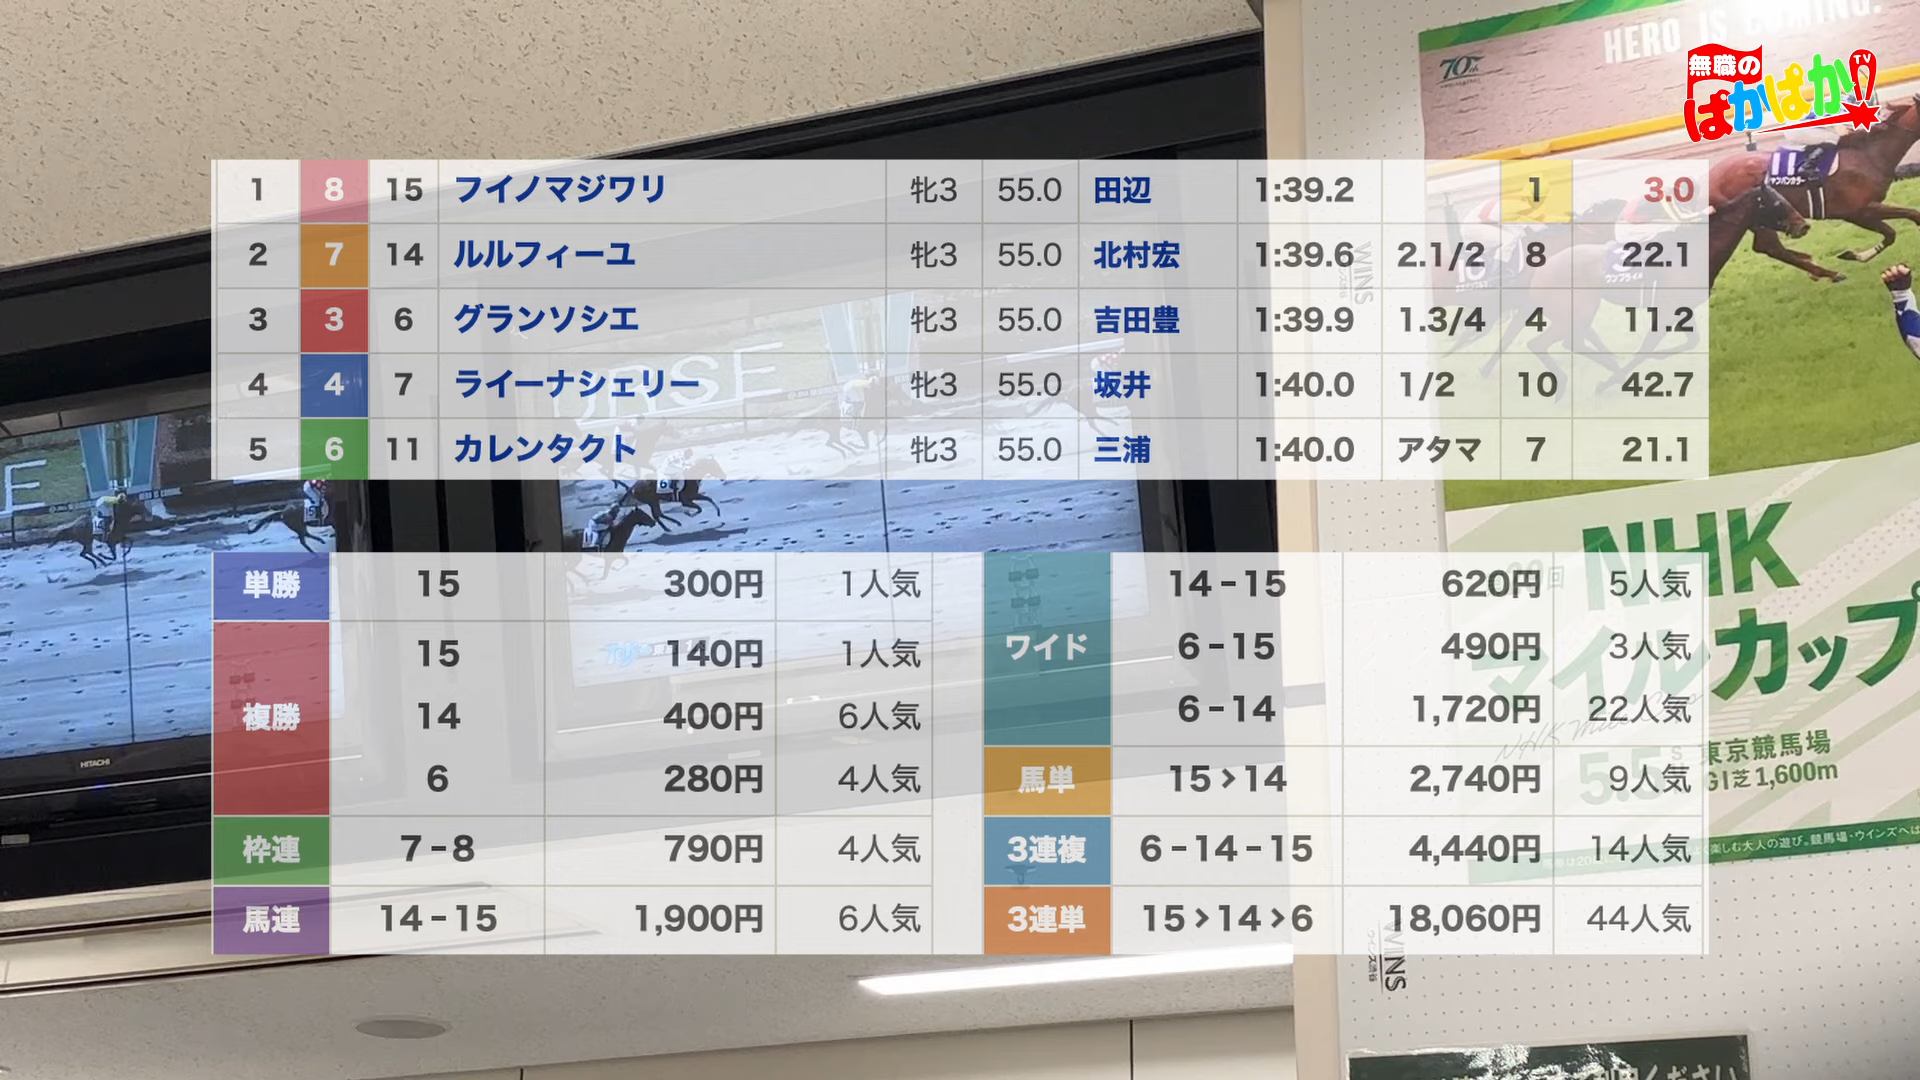 HERO IS COMING.
70th
無職の
ぱかぱか!!
TV
1 8 15 フイノマジワリ 牝3 55.0 田辺 1:39.2 1 3.0
2 7 14 ルルフィーユ 牝3 55.0 北村宏 1:39.6 2.1/2 8 22.1
3 3 6 グランソシエ 牝3 55.0 吉田豊 1:39.9 1.3/4 4 11.2
4 4 7 ライーナシェリー 牝3 55.0 坂井 1:40.0 1/2 10 42.7
5 6 11 カレンタクト 牝3 55.0 三浦 1:40.0 アタマ 7 21.1
単勝 15 300円 1人気
複勝 15 140円 1人気
14 400円 6人気
6 280円 4人気
枠連 7-8 790円 4人気
馬連 14-15 1,900円 6人気
ワイド 14-15 620円 5人気
6-15 490円 3人気
6-14 1,720円 22人気
馬単 15>14 2,740円 9人気
3連複 6-14-15 4,440円 14人気
3連単 15>14>6 18,060円 44人気
NHK
マイルカップ
NHK Mile Cup
5.5 東京競馬場
GI芝1,600m
HITACHI
WINS
WINS